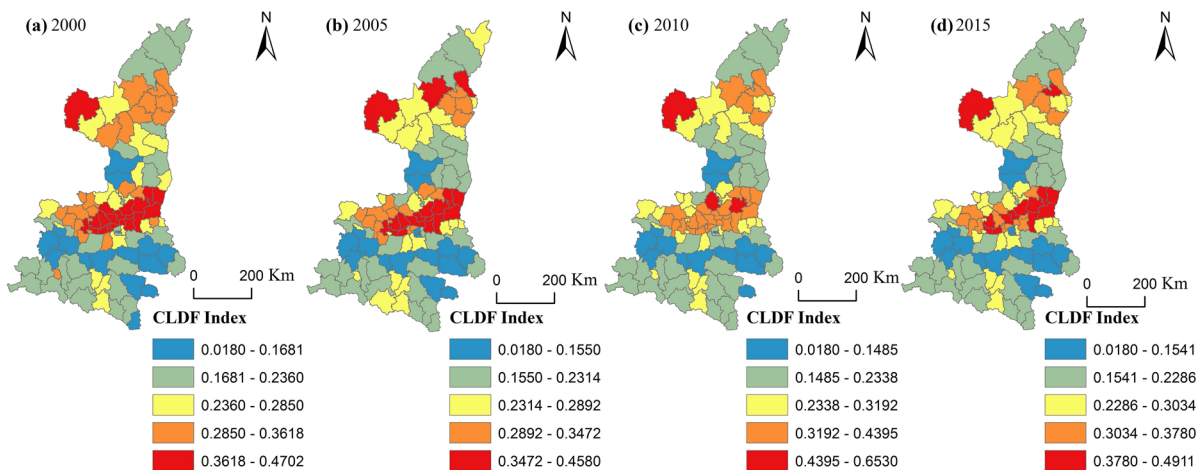 (a) 2000
N
0 200 Km
CLDF Index
0.0180 - 0.1681
0.1681 - 0.2360
0.2360 - 0.2850
0.2850 - 0.3618
0.3618 - 0.4702
(b) 2005
N
0 200 Km
CLDF Index
0.0180 - 0.1550
0.1550 - 0.2314
0.2314 - 0.2892
0.2892 - 0.3472
0.3472 - 0.4580
(c) 2010
N
0 200 Km
CLDF Index
0.0180 - 0.1485
0.1485 - 0.2338
0.2338 - 0.3192
0.3192 - 0.4395
0.4395 - 0.6530
(d) 2015
N
0 200 Km
CLDF Index
0.0180 - 0.1541
0.1541 - 0.2286
0.2286 - 0.3034
0.3034 - 0.3780
0.3780 - 0.4911